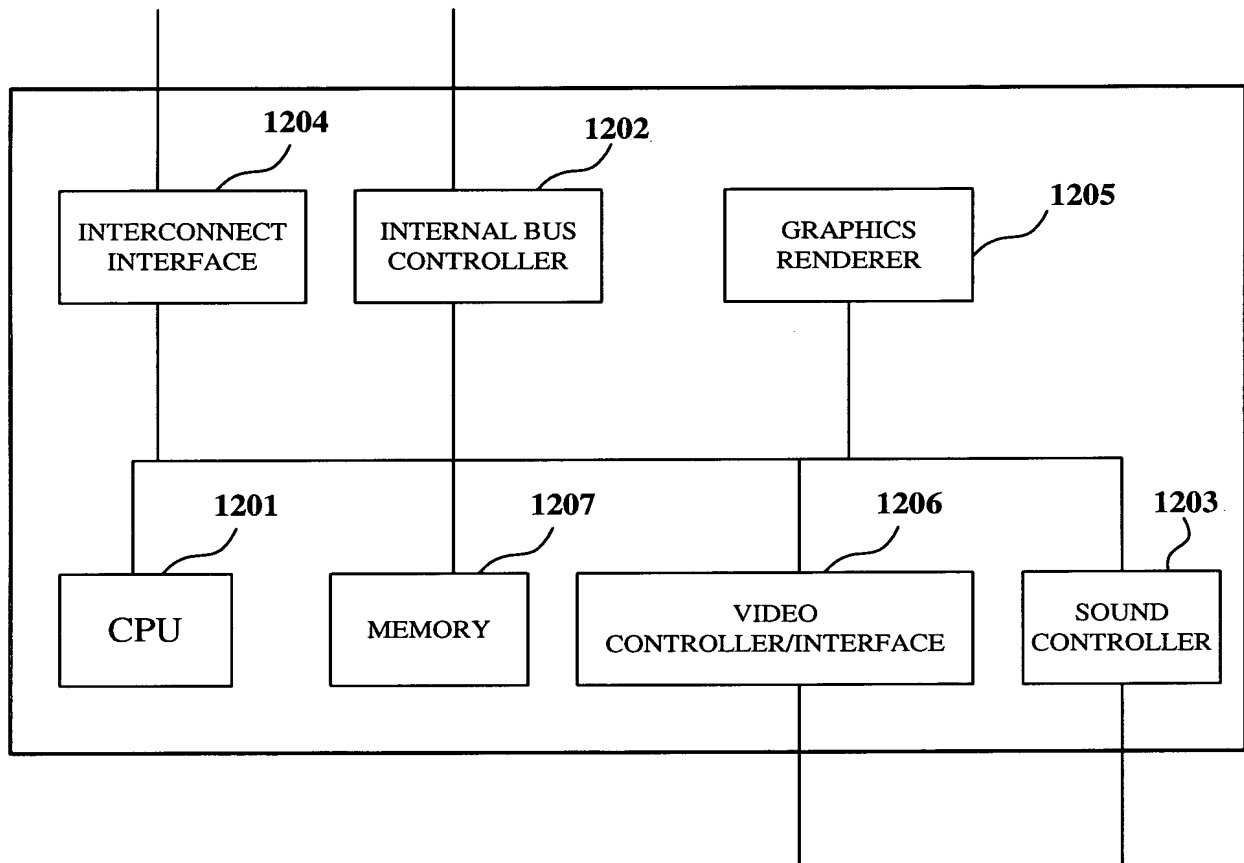 1204
1202
1205
INTERCONNECT
INTERFACE
INTERNAL BUS
CONTROLLER
GRAPHICS
RENDERER
1201
1207
1206
1203
CPU
MEMORY
VIDEO
CONTROLLER/INTERFACE
SOUND
CONTROLLER